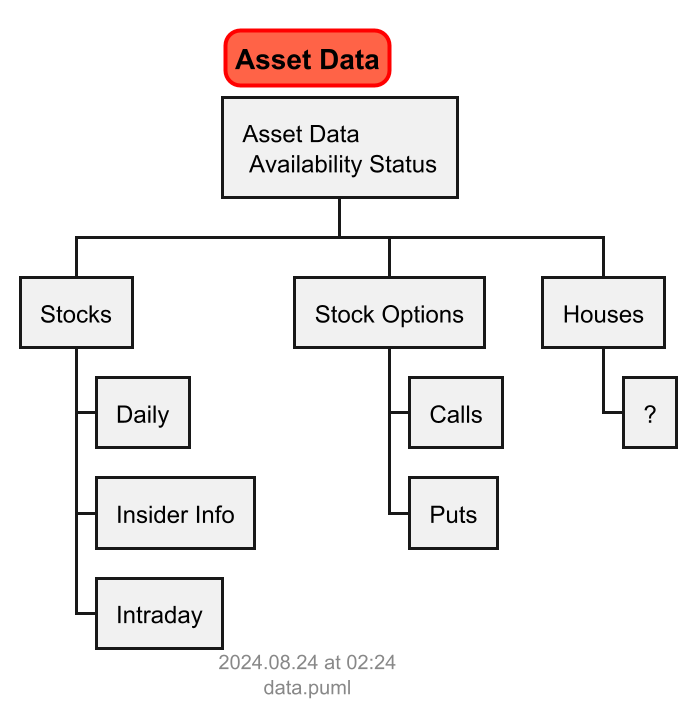 Asset Data
Asset Data
Availability Status
Stocks
Stock Options
Houses
Daily
Calls
?
Insider Info
Puts
Intraday
2024.08.24 at 02:24
data.puml